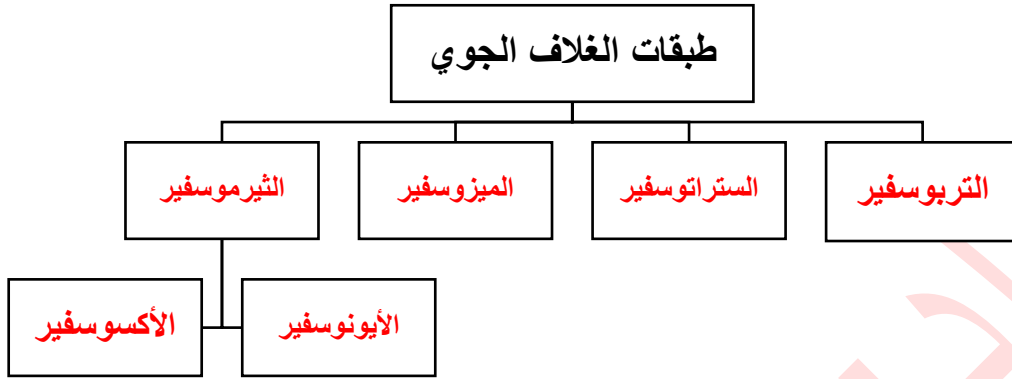 طبقات الغلاف الجوي
التربوسفير
الستراتوسفير
الميزوسفير
الثيرموسفير
الأيونوسفير
الأكسوسفير